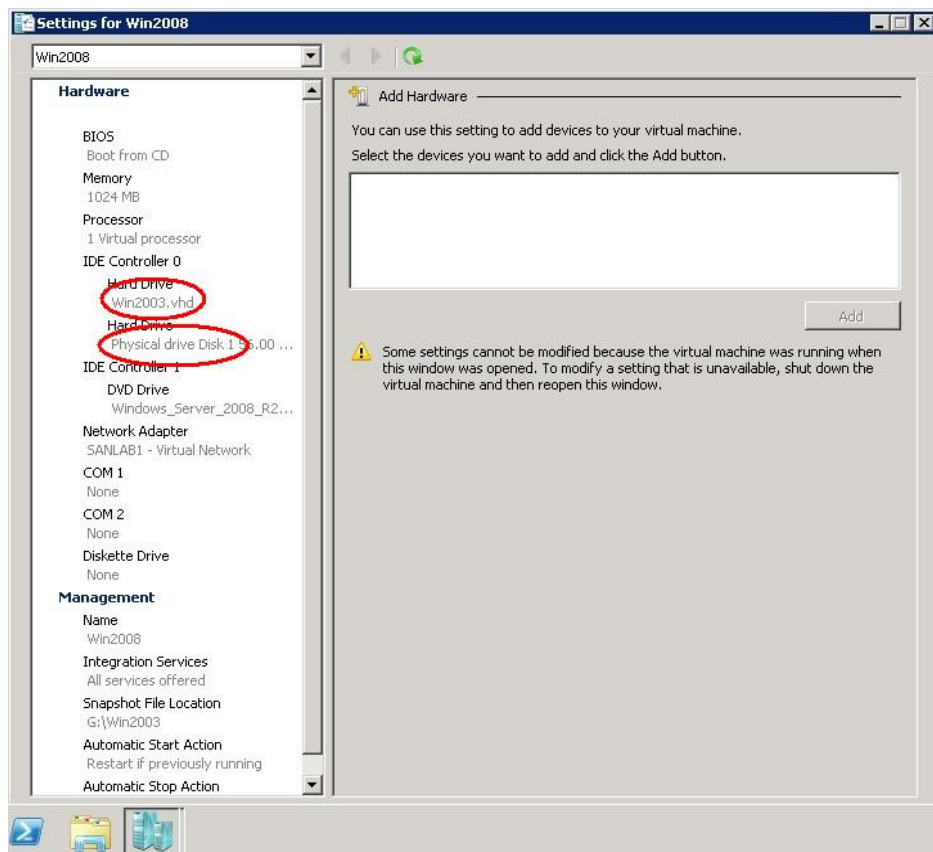 Settings for Win2008
Win2008
Hardware
BIOS
Boot from CD
Memory
1024 MB
Processor
1 Virtual processor
IDE Controller 0
Hard Drive
Win2003.vhd
Hard Drive
Physical drive Disk 1 56.00 ...
IDE Controller 1
DVD Drive
Windows_Server_2008_R2...
Network Adapter
SANLAB1 - Virtual Network
COM 1
None
COM 2
None
Diskette Drive
None
Management
Name
Win2008
Integration Services
All services offered
Snapshot File Location
G:\Win2003
Automatic Start Action
Restart if previously running
Automatic Stop Action
Add Hardware
You can use this setting to add devices to your virtual machine.
Select the devices you want to add and click the Add button.
Add
Some settings cannot be modified because the virtual machine was running when
this window was opened. To modify a setting that is unavailable, shut down the
virtual machine and then reopen this window.